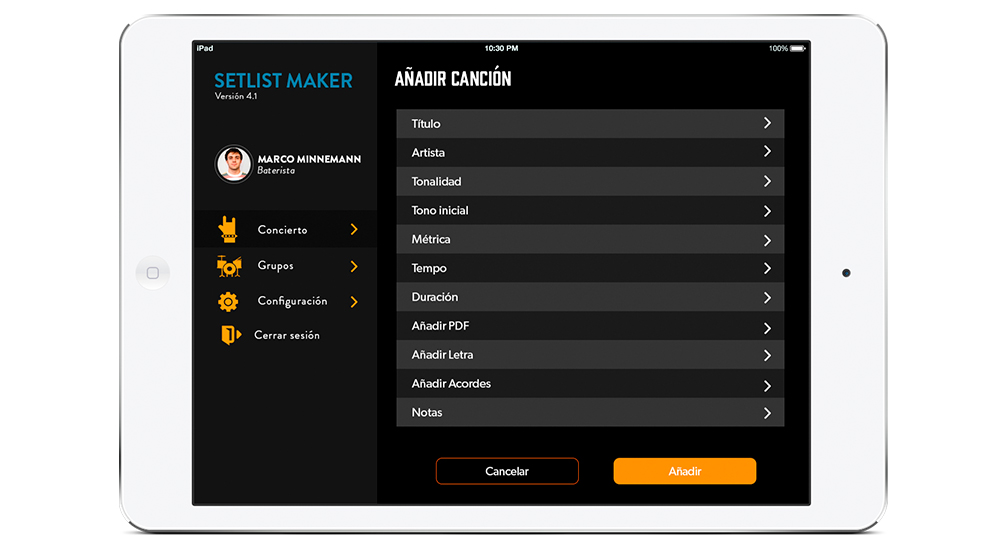 iPad
10:30 PM
100%
SETLIST MAKER
Versión 4.1
MARCO MINNEMANN
Baterista
Concierto
Grupos
Configuración
Cerrar sesión
AÑADIR CANCIÓN
Título
Artista
Tonalidad
Tono inicial
Métrica
Tempo
Duración
Añadir PDF
Añadir Letra
Añadir Acordes
Notas
Cancelar
Añadir